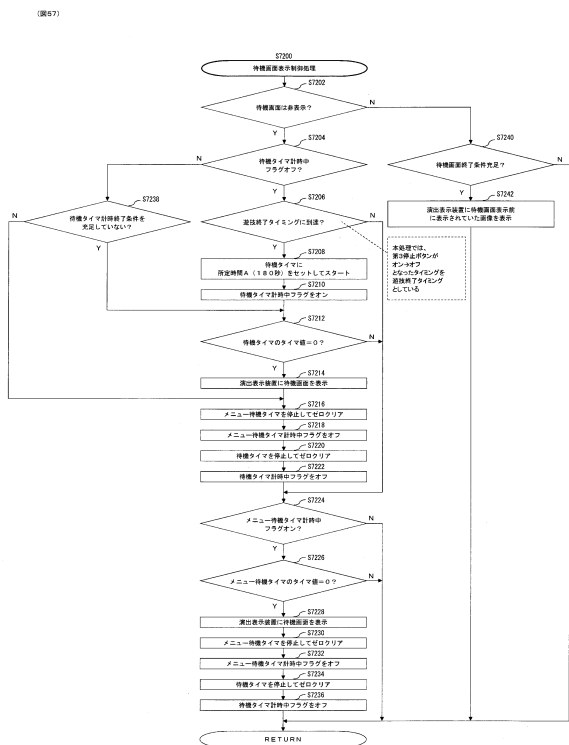 (図57)
S7200
待機画面表示制御処理
S7202
待機画面は非表示？
N
Y
S7204
待機タイマ計時中
フラグオフ？
N
Y
S7240
待機画面終了条件充足？
N
Y
S7242
演出表示装置に待機画面表示前
に表示されていた画像を表示
S7238
待機タイマ計時終了条件を
充足していない？
N
Y
S7206
遊技終了タイミングに到達？
N
Y
本処理では、
第3停止ボタンが
オン→オフ
となったタイミングを
遊技終了タイミング
としている
S7208
待機タイマに
所定時間A（180秒）をセットしてスタート
S7210
待機タイマ計時中フラグをオン
S7212
待機タイマのタイマ値＝0？
N
Y
S7214
演出表示装置に待機画面を表示
S7216
メニュー待機タイマを停止してゼロクリア
S7218
メニュー待機タイマ計時中フラグをオフ
S7220
待機タイマを停止してゼロクリア
S7222
待機タイマ計時中フラグをオフ
S7224
メニュー待機タイマ計時中
フラグオン？
N
Y
S7226
メニュー待機タイマのタイマ値＝0？
N
Y
S7228
演出表示装置に待機画面を表示
S7230
メニュー待機タイマを停止してゼロクリア
S7232
メニュー待機タイマ計時中フラグをオフ
S7234
待機タイマを停止してゼロクリア
S7236
待機タイマ計時中フラグをオフ
RETURN